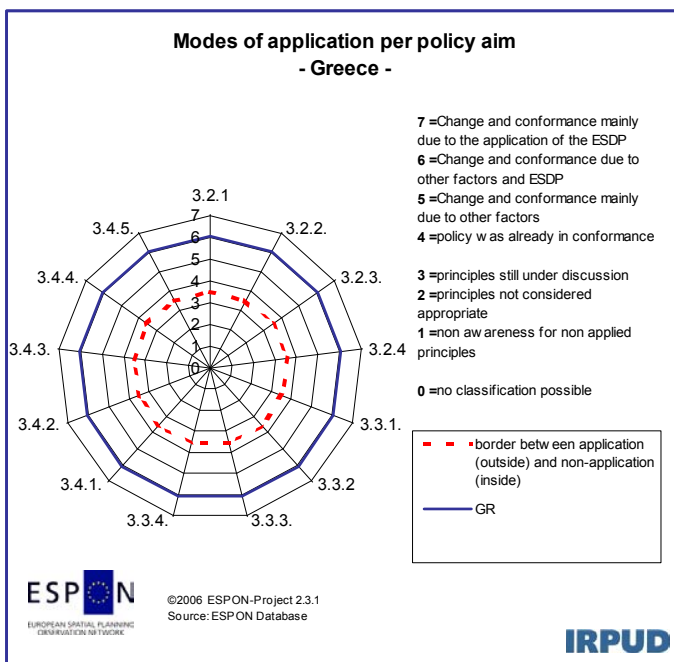 Modes of application per policy aim
- Greece -
7 =Change and conformance mainly
due to the application of the ESDP
6 =Change and conformance due to
other factors and ESDP
5 =Change and conformance mainly
due to other factors
4 =policy w as already in conformance
3 =principles still under discussion
2 =principles not considered
appropriate
1 =non aw areness for non applied
principles
0 =no classification possible
3.2.1
3.2.2.
3.2.3.
3.2.4
3.3.1.
3.3.2
3.3.3.
3.3.4.
3.4.1.
3.4.2.
3.4.3.
3.4.4.
3.4.5.
7
6
5
4
3
2
1
0
border betw een application
(outside) and non-application
(inside)
GR
ESPON
EUROPEAN SPATIAL PLANNING
OBSERVATION NETWORK
©2006 ESPON-Project 2.3.1
Source: ESPON Database
IRPUD